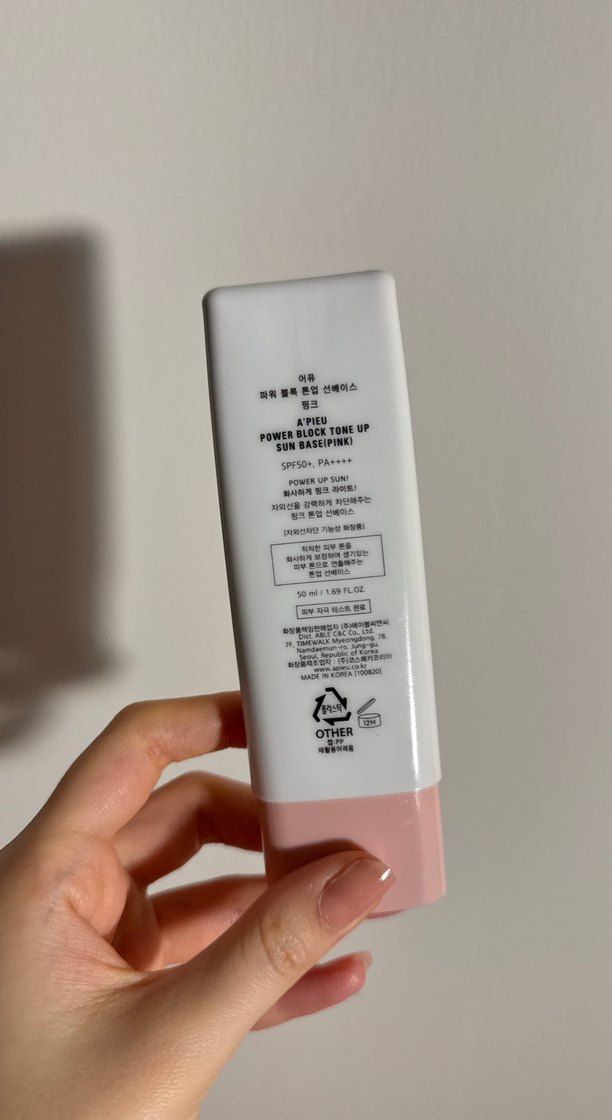 어퓨
파워 블록 톤업 선베이스
핑크
A'PIEU
POWER BLOCK TONE UP
SUN BASE(PINK)
SPF50+, PA++++
POWER UP SUN!
화사하게 핑크 라이트!
자외선을 강력하게 차단해주는
핑크 톤업 선베이스
[자외선차단 기능성 화장품]
칙칙한 피부 톤을
화사하게 보정하여 생기있는
피부 톤으로 연출해주는
톤업 선베이스
50 ml / 1.69 FL.OZ.
피부 자극 테스트 완료
화장품책임판매업자 (주)에이블씨엔씨
Dist. ABLE C&C Co., Ltd.
7F, TIMEWALK Myeongdong, 78,
Namdaemun-ro, Jung-gu,
Seoul, Republic of Korea
화장품제조업자 : (주)코스메카코리아
www.apieu.co.kr
MADE IN KOREA [100820]
플라스틱
12M
OTHER
캡:PP
재활용어려움